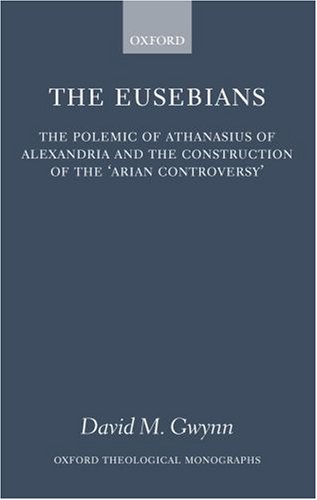 OXFORD
THE EUSEBIANS
THE POLEMIC OF ATHANASIUS OF
ALEXANDRIA AND THE CONSTRUCTION
OF THE ‘ARIAN CONTROVERSY’
David M. Gwynn
OXFORD THEOLOGICAL MONOGRAPHS